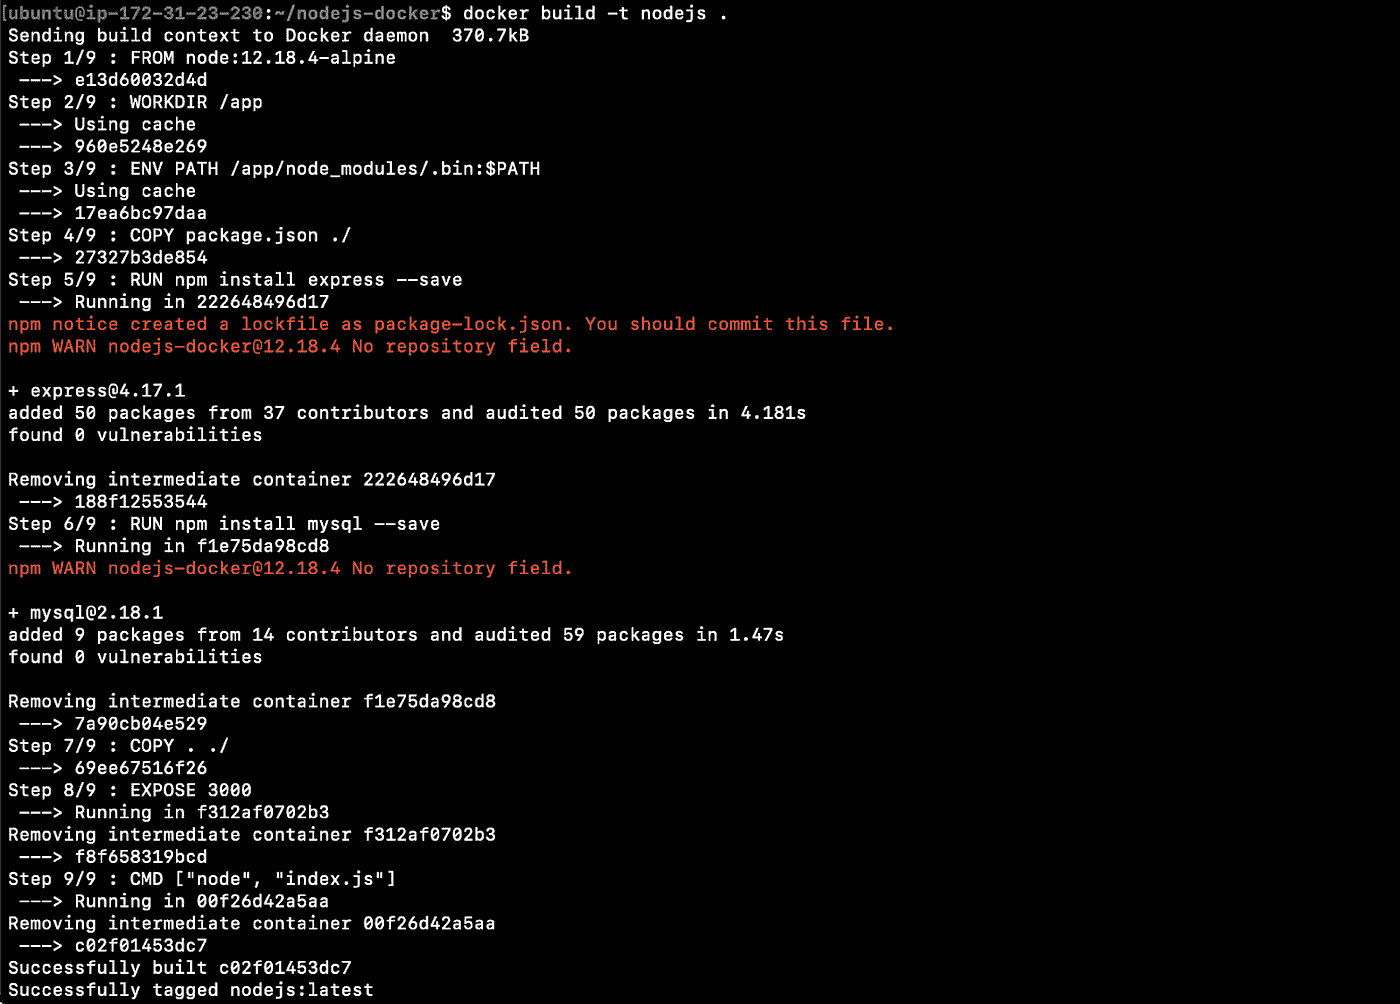 [ubuntu@ip-172-31-23-230:~/nodejs-docker$ docker build -t nodejs .
Sending build context to Docker daemon  370.7kB
Step 1/9 : FROM node:12.18.4-alpine
 ---> e13d60032d4d
Step 2/9 : WORKDIR /app
 ---> Using cache
 ---> 960e5248e269
Step 3/9 : ENV PATH /app/node_modules/.bin:$PATH
 ---> Using cache
 ---> 17ea6bc97daa
Step 4/9 : COPY package.json ./
 ---> 27327b3de854
Step 5/9 : RUN npm install express --save
 ---> Running in 222648496d17
npm notice created a lockfile as package-lock.json. You should commit this file.
npm WARN nodejs-docker@12.18.4 No repository field.
+ express@4.17.1
added 50 packages from 37 contributors and audited 50 packages in 4.181s
found 0 vulnerabilities
Removing intermediate container 222648496d17
 ---> 188f12553544
Step 6/9 : RUN npm install mysql --save
 ---> Running in f1e75da98cd8
npm WARN nodejs-docker@12.18.4 No repository field.
+ mysql@2.18.1
added 9 packages from 14 contributors and audited 59 packages in 1.47s
found 0 vulnerabilities
Removing intermediate container f1e75da98cd8
 ---> 7a90cb04e529
Step 7/9 : COPY . ./
 ---> 69ee67516f26
Step 8/9 : EXPOSE 3000
 ---> Running in f312af0702b3
Removing intermediate container f312af0702b3
 ---> f8f658319bcd
Step 9/9 : CMD ["node", "index.js"]
 ---> Running in 00f26d42a5aa
Removing intermediate container 00f26d42a5aa
 ---> c02f01453dc7
Successfully built c02f01453dc7
Successfully tagged nodejs:latest